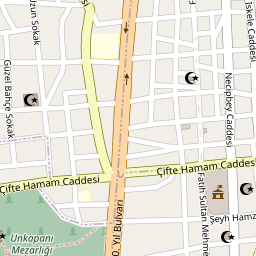 Uzun Sokak
İskele Caddesi
Güzel Bahçe Sokak
Necipbey Caddesi
Çifte Hamam Caddesi
Çifte Hamam Caddesi
Yıl Bulvarı
Fatih Sultan Mehme
Şeyh Hamz
Unkapanı
Mezarlığı